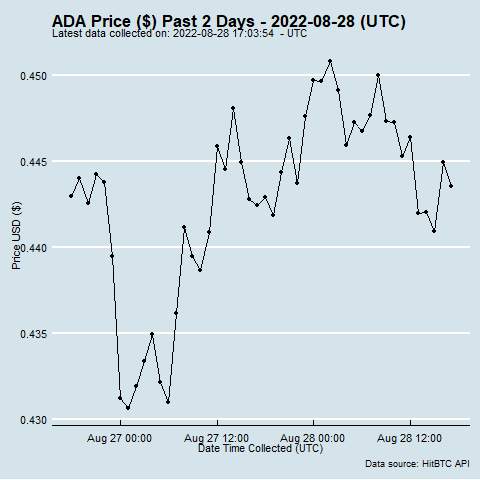 ADA Price ($) Past 2 Days - 2022-08-28 (UTC)
Latest data collected on: 2022-08-28 17:03:54 - UTC
0.450
0.445
0.440
0.435
0.430
Price USD ($)
Aug 27 00:00
Aug 27 12:00
Aug 28 00:00
Aug 28 12:00
Date Time Collected (UTC)
Data source: HitBTC API